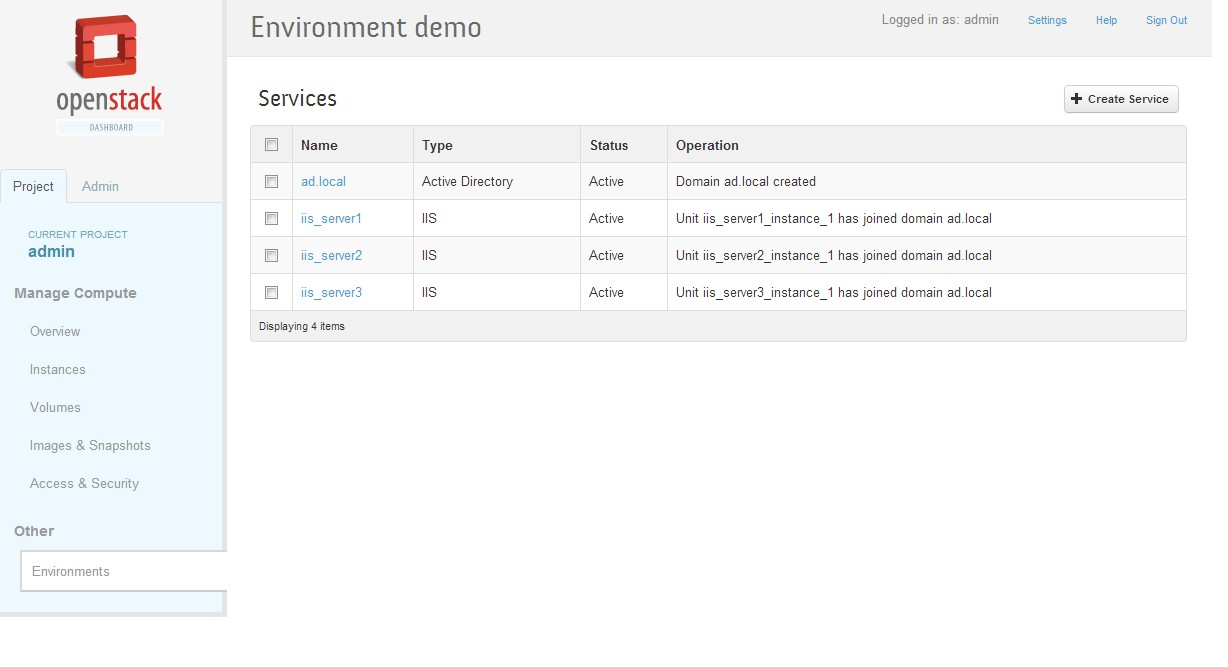 openstack
DASHBOARD
Project Admin
CURRENT PROJECT
admin
Manage Compute
Overview
Instances
Volumes
Images & Snapshots
Access & Security
Other
Environments
Environment demo
Logged in as: admin Settings Help Sign Out
Services
Create Service
Name Type Status Operation
ad.local Active Directory Active Domain ad.local created
iis_server1 IIS Active Unit iis_server1_instance_1 has joined domain ad.local
iis_server2 IIS Active Unit iis_server2_instance_1 has joined domain ad.local
iis_server3 IIS Active Unit iis_server3_instance_1 has joined domain ad.local
Displaying 4 items